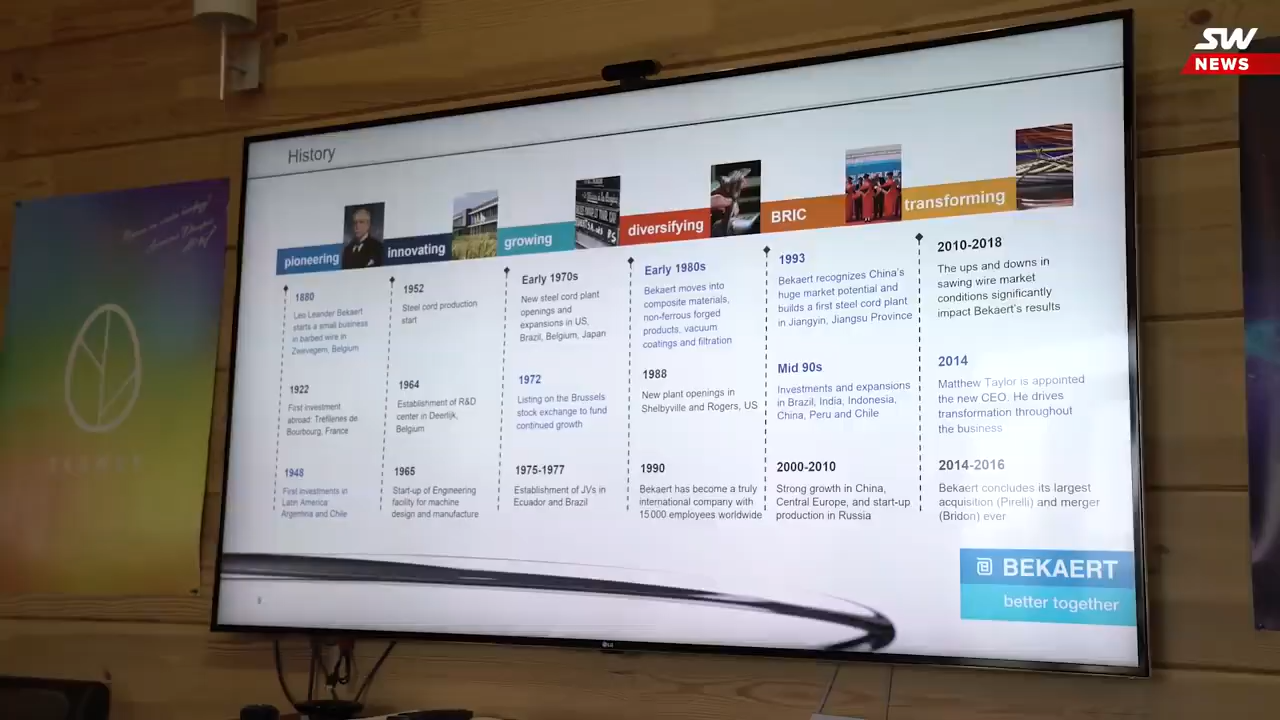 SW
NEWS
History
pioneering
innovating
growing
diversifying
BRIC
transforming
1880
Leo Leander Bekaert
starts a small business
in barbed wire in
Zwevegem, Belgium
1922
First investment
abroad: Tréfileries de
Bourbourg, France
1948
First investments in
Latin America:
Argentina and Chile
1952
Steel cord production
start
1964
Establishment of R&D
center in Deerlijk,
Belgium
1965
Start-up of Engineering
facility for machine
design and manufacture
Early 1970s
New steel cord plant
openings and
expansions in US,
Brazil, Belgium, Japan
1972
Listing on the Brussels
stock exchange to fund
continued growth
1975-1977
Establishment of JVs in
Ecuador and Brazil
Early 1980s
Bekaert moves into
composite materials,
non-ferrous forged
products, vacuum
coatings and filtration
1988
New plant openings in
Shelbyville and Rogers, US
1990
Bekaert has become a truly
international company with
15 000 employees worldwide
1993
Bekaert recognizes China's
huge market potential and
builds a first steel cord plant
in Jiangyin, Jiangsu Province
Mid 90s
Investments and expansions
in Brazil, India, Indonesia,
China, Peru and Chile
2000-2010
Strong growth in China,
Central Europe, and start-up
production in Russia
2010-2018
The ups and downs in
sawing wire market
conditions significantly
impact Bekaert's results
2014
Matthew Taylor is appointed
the new CEO. He drives
transformation throughout
the business
2014-2016
Bekaert concludes its largest
acquisition (Pirelli) and merger
(Bridon) ever
BEKAERT
better together
LG